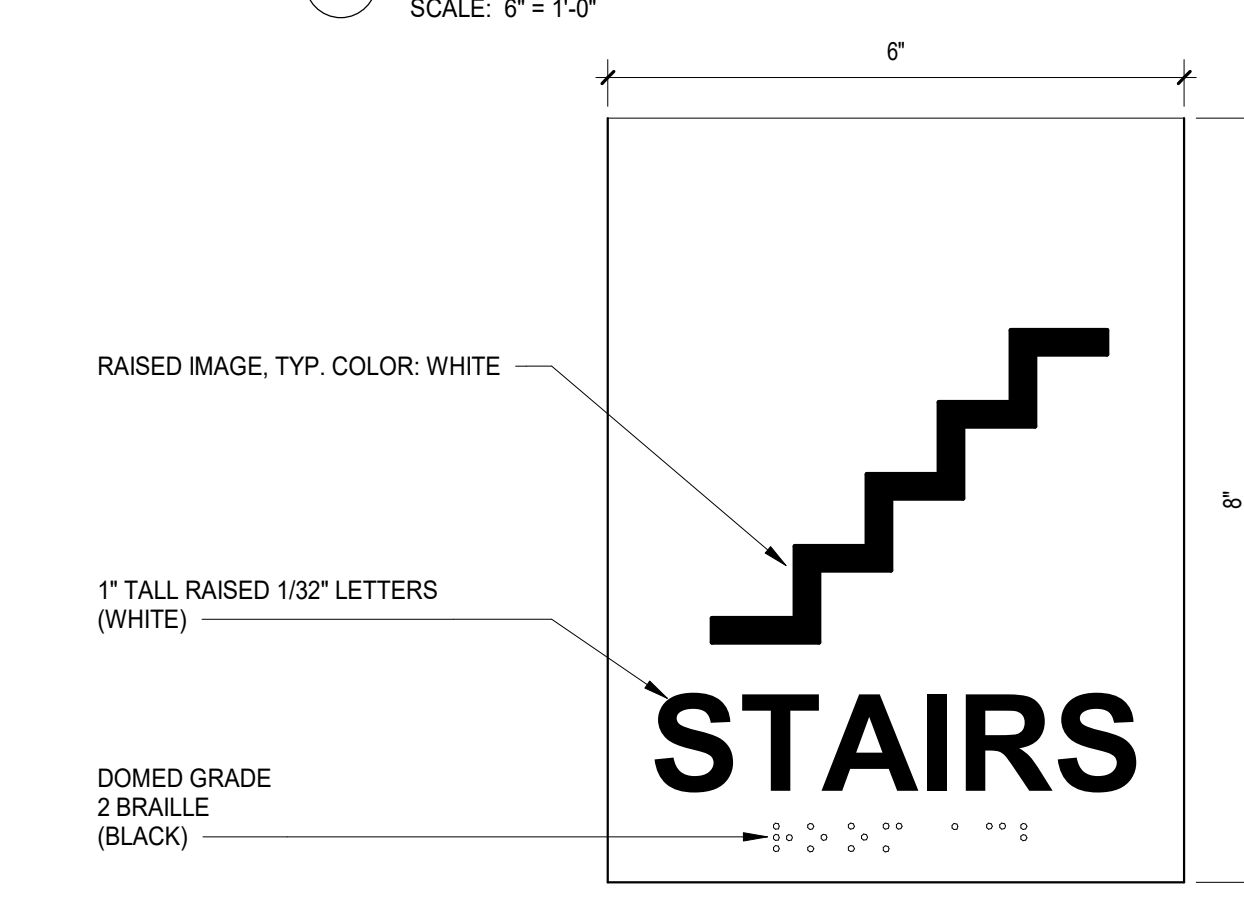 SCALE: 6" = 1'-0"
6"
RAISED IMAGE, TYP. COLOR: WHITE
8"
1" TALL RAISED 1/32" LETTERS
(WHITE)
STAIRS
DOMED GRADE
2 BRAILLE
(BLACK)